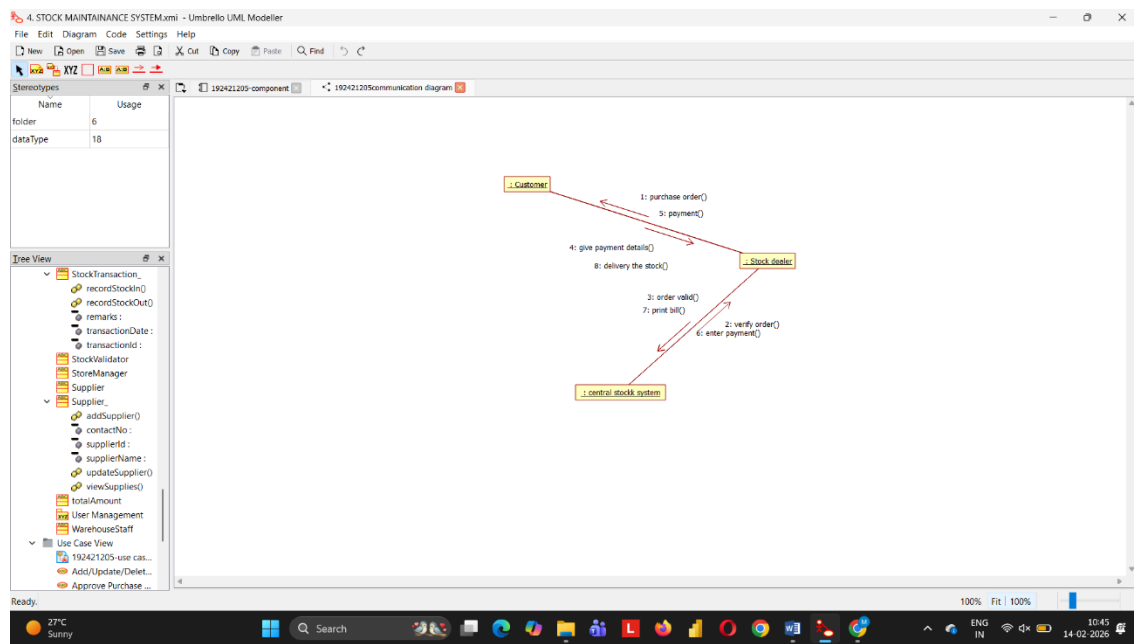 4. STOCK MAINTAINANCE SYSTEM.xmi - Umbrello UML Modeller
File Edit Diagram Code Settings Help
New Open Save Cut Copy Paste Find
XYZ XYZ A:B A:B
Stereotypes
192421205-component
192421205communication diagram
Name Usage
folder 6
dataType 18
: Customer
1: purchase order()
5: payment()
4: give payment details()
8: delivery the stock()
: Stock dealer
3: order valid()
7: print bill()
2: verify order()
6: enter payment()
: central stockk system
Tree View
StockTransaction_
recordStockIn()
recordStockOut()
remarks :
transactionDate :
transactionId :
StockValidator
StoreManager
Supplier
Supplier_
addSupplier()
contactNo :
supplierId :
supplierName :
updateSupplier()
viewSupplies()
totalAmount
User Management
WarehouseStaff
Use Case View
192421205-use cas...
Add/Update/Delet...
Approve Purchase ...
Ready.
100% Fit 100%
27°C
Sunny
Search
ENG
IN
10:45
14-02-2026